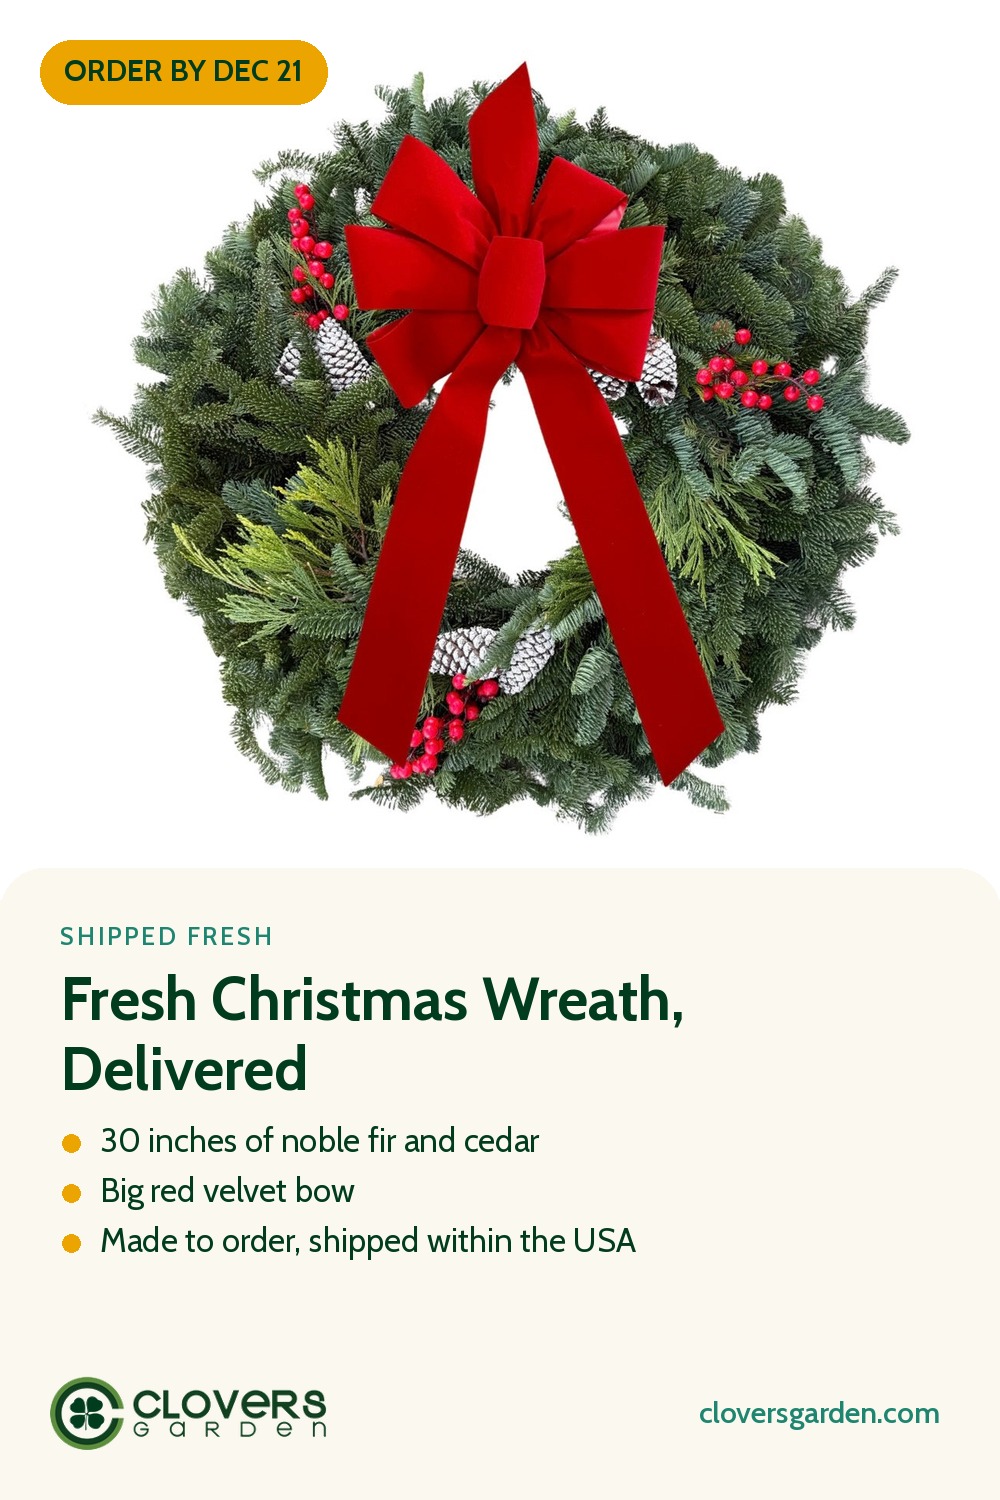 ORDER BY DEC 21
SHIPPED FRESH
Fresh Christmas Wreath,
Delivered
30 inches of noble fir and cedar
Big red velvet bow
Made to order, shipped within the USA
CLOVERS
GARDEN
cloversgarden.com